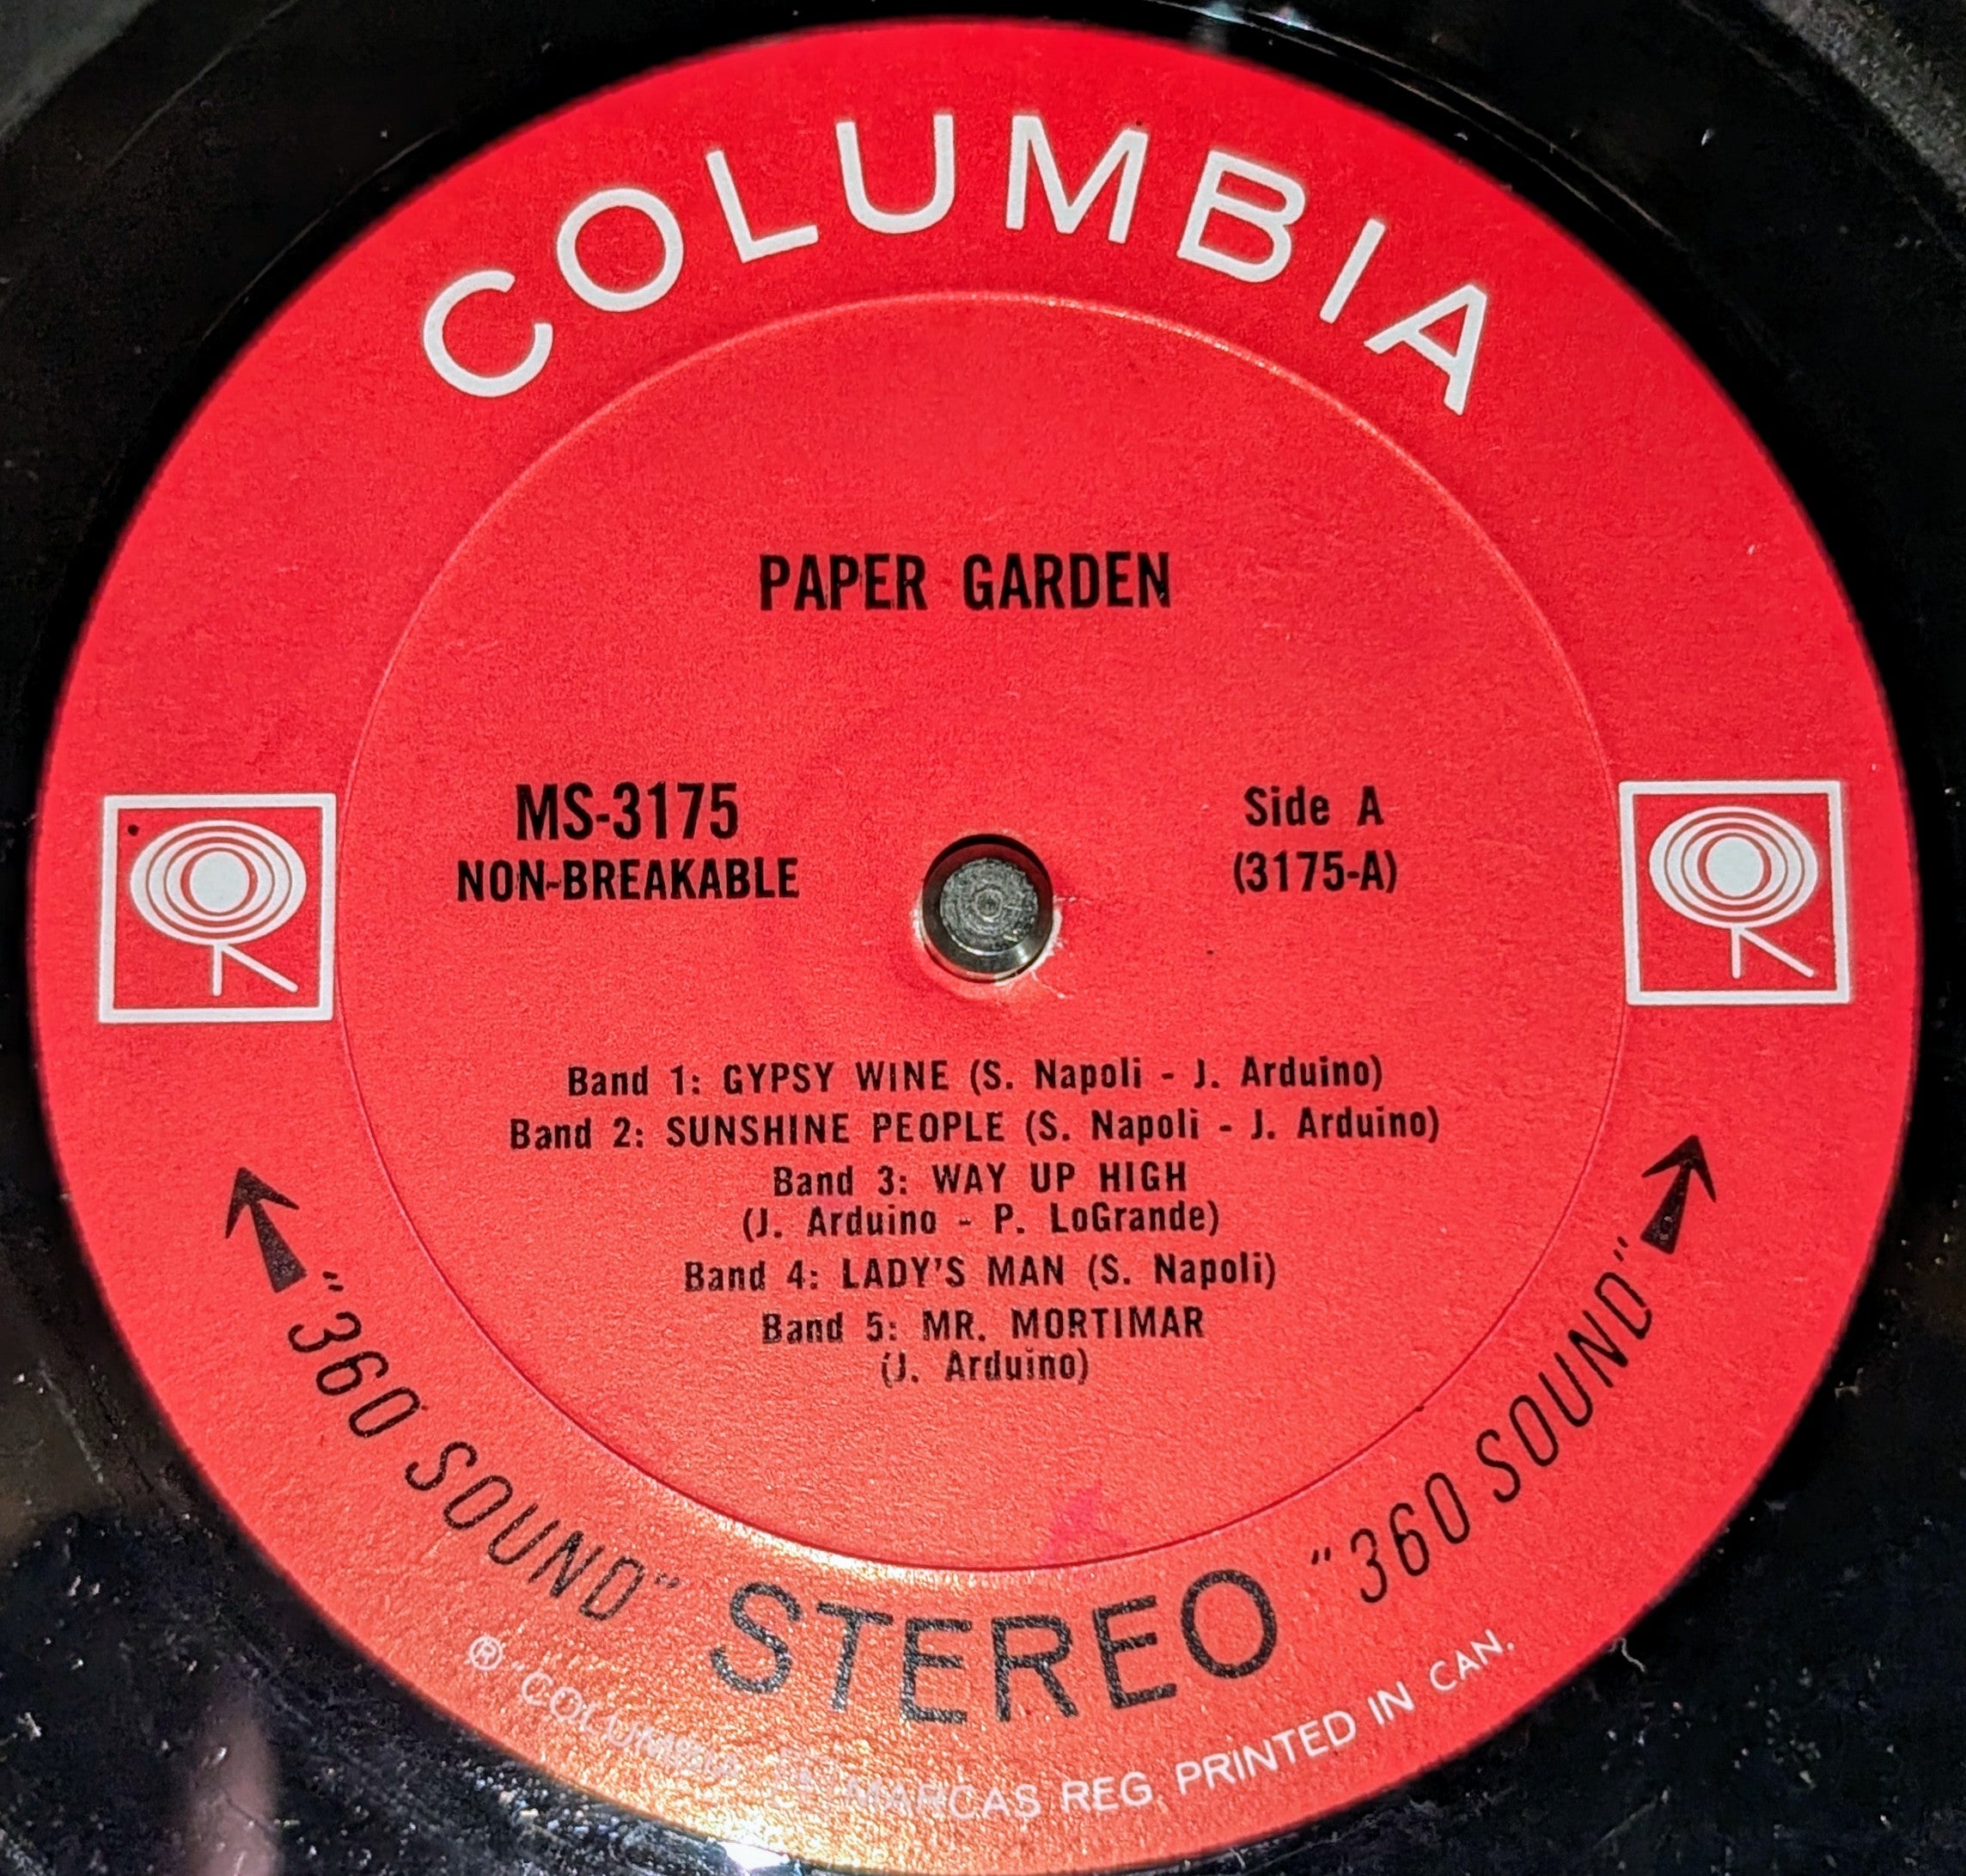 COLUMBIA
PAPER GARDEN
MS-3175
NON-BREAKABLE
Side A
(3175-A)
Band 1: GYPSY WINE (S. Napoli - J. Arduino)
Band 2: SUNSHINE PEOPLE (S. Napoli - J. Arduino)
Band 3: WAY UP HIGH
(J. Arduino - P. LoGrande)
Band 4: LADY'S MAN (S. Napoli)
Band 5: MR. MORTIMAR
(J. Arduino)
"360 SOUND" STEREO "360 SOUND"
® "COLUMBIA" MARCAS REG. PRINTED IN CAN.